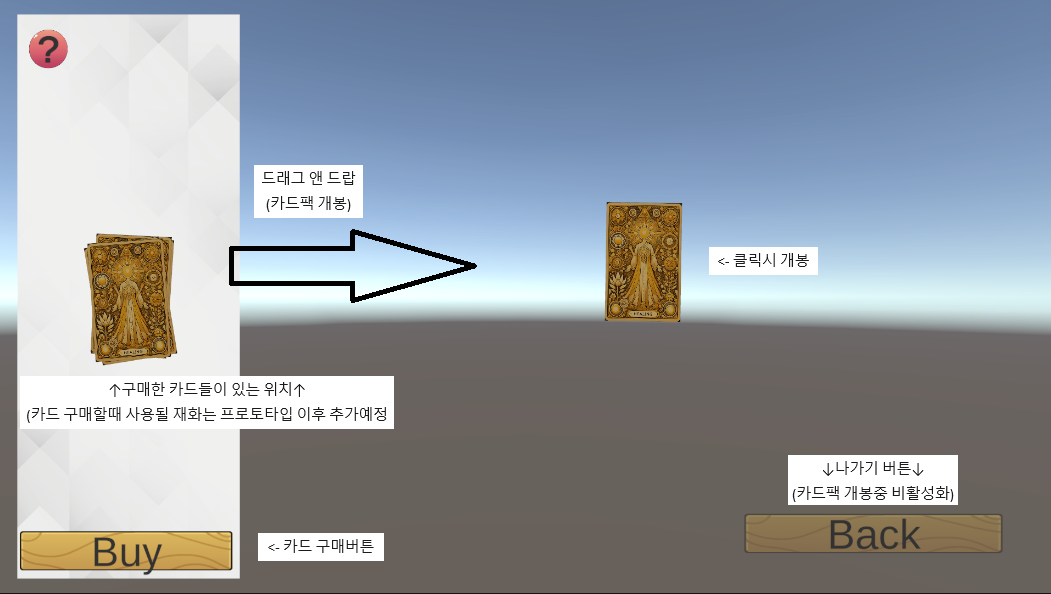 ?
드래그 앤 드랍
(카드팩 개봉)
<- 클릭시 개봉
HEALING
HEALING
↑구매한 카드들이 있는 위치↑
(카드 구매할때 사용될 재화는 프로토타입 이후 추가예정
↓나가기 버튼↓
(카드팩 개봉중 비활성화)
Back
Buy
<- 카드 구매버튼